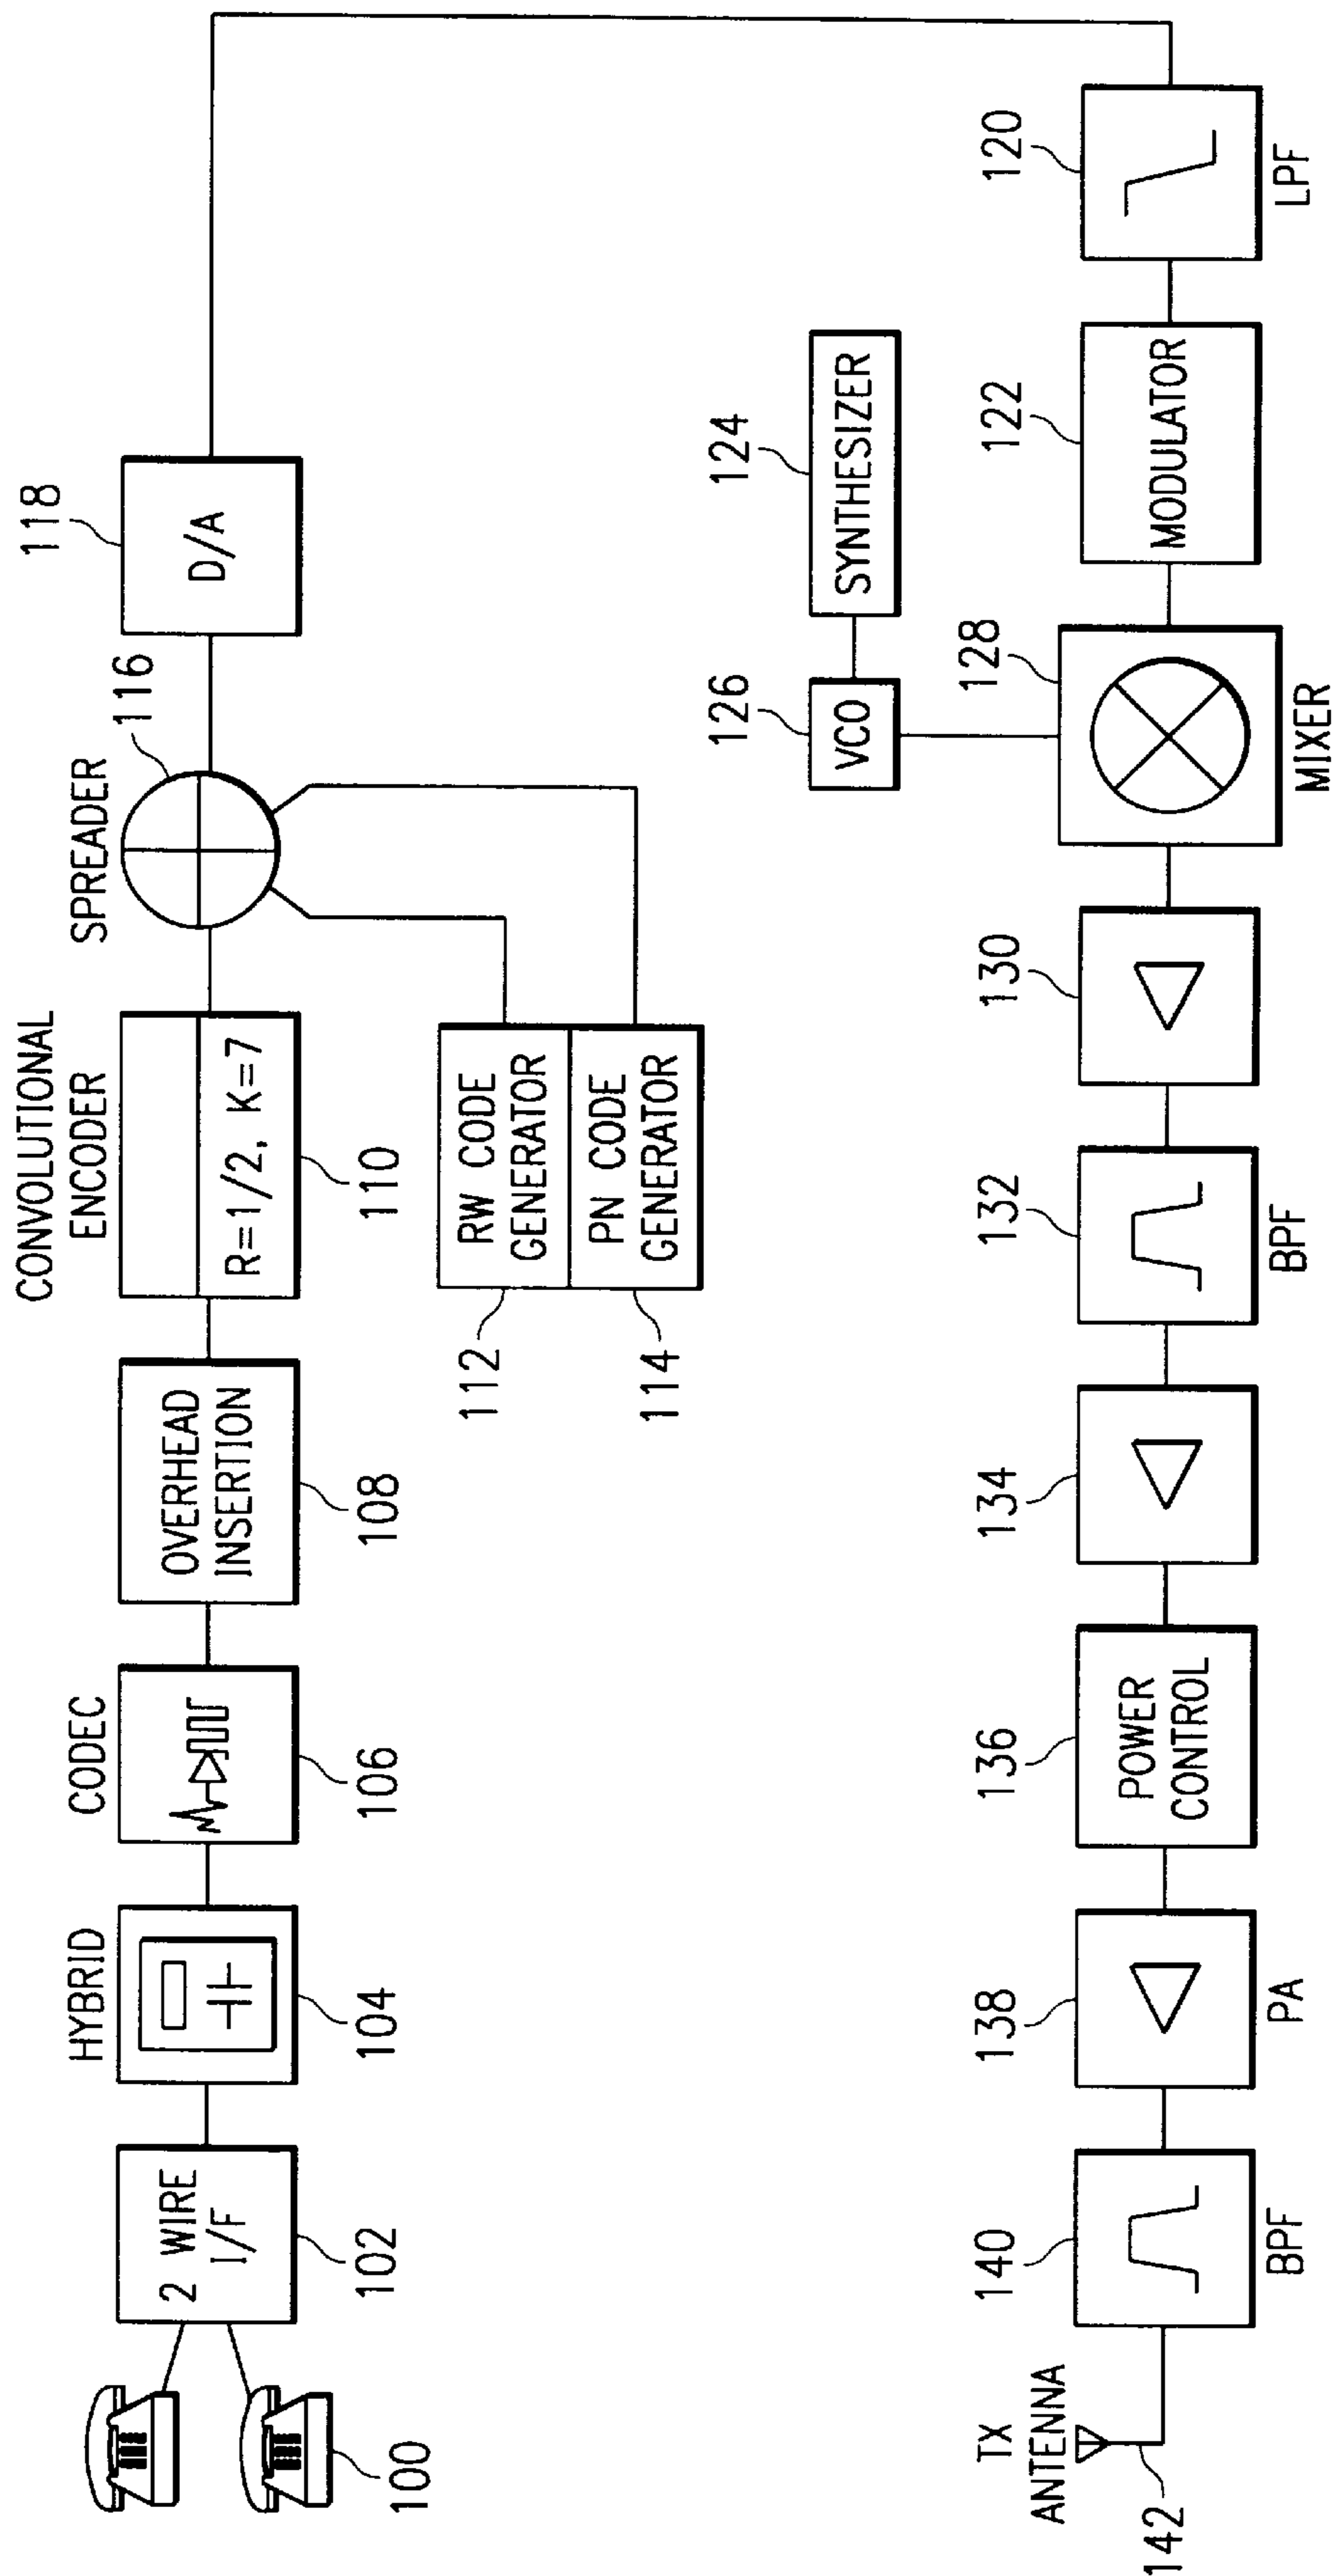 HYBRID
CODEC
CONVOLUTIONAL
ENCODER
SPREADER
116
118
2 WIRE
I/F
OVERHEAD
INSERTION
R=1/2, K=7
D/A
100
102
104
106
108
110
112
114
RW CODE
GENERATOR
PN CODE
GENERATOR
124
SYNTHESIZER
126
VCO
TX
ANTENNA
142
140
138
136
134
132
130
128
122
120
POWER
CONTROL
MODULATOR
BPF
PA
BPF
MIXER
LPF